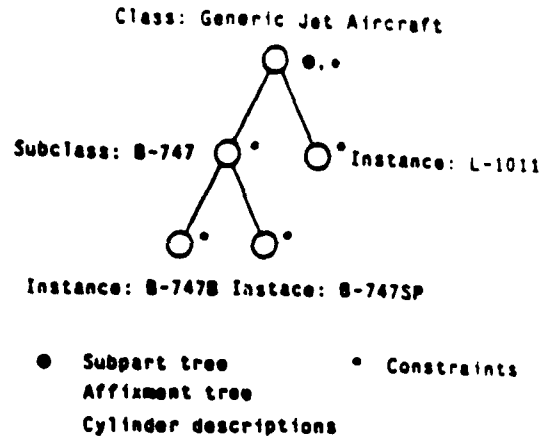 Class: Generic Jet Aircraft
Subclass: B-747
Instance: L-1011
Instance: B-747B Instace: B-747SP
Subpart tree
Constraints
Affixment tree
Cylinder descriptions